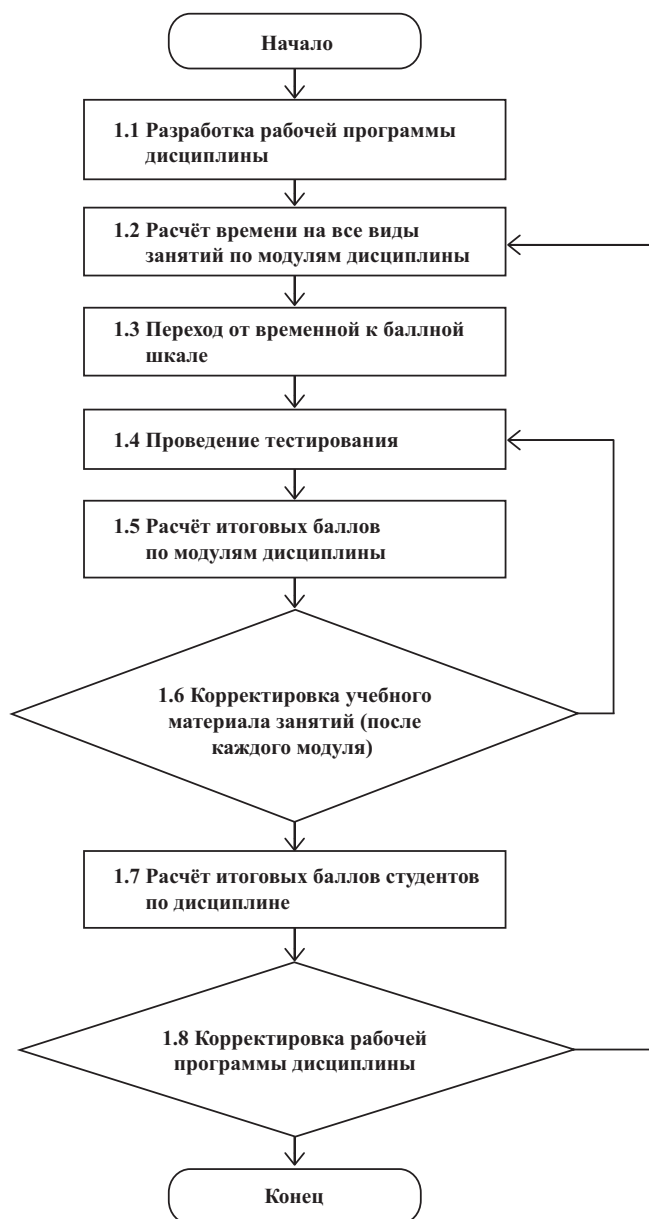 Начало
1.1 Разработка рабочей программы
дисциплины
1.2 Расчёт времени на все виды
занятий по модулям дисциплины
1.3 Переход от временной к баллной
шкале
1.4 Проведение тестирования
1.5 Расчёт итоговых баллов
по модулям дисциплины
1.6 Корректировка учебного
материала занятий (после
каждого модуля)
1.7 Расчёт итоговых баллов студентов
по дисциплине
1.8 Корректировка рабочей
программы дисциплины
Конец